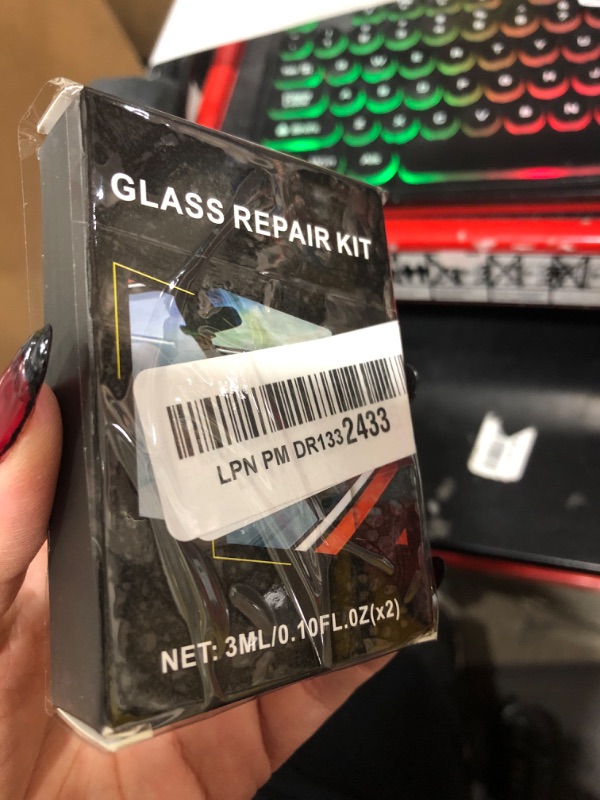 GLASS REPAIR KIT
LPN PM DR1332433
NET: 3ML/0.10FL.OZ(x2)